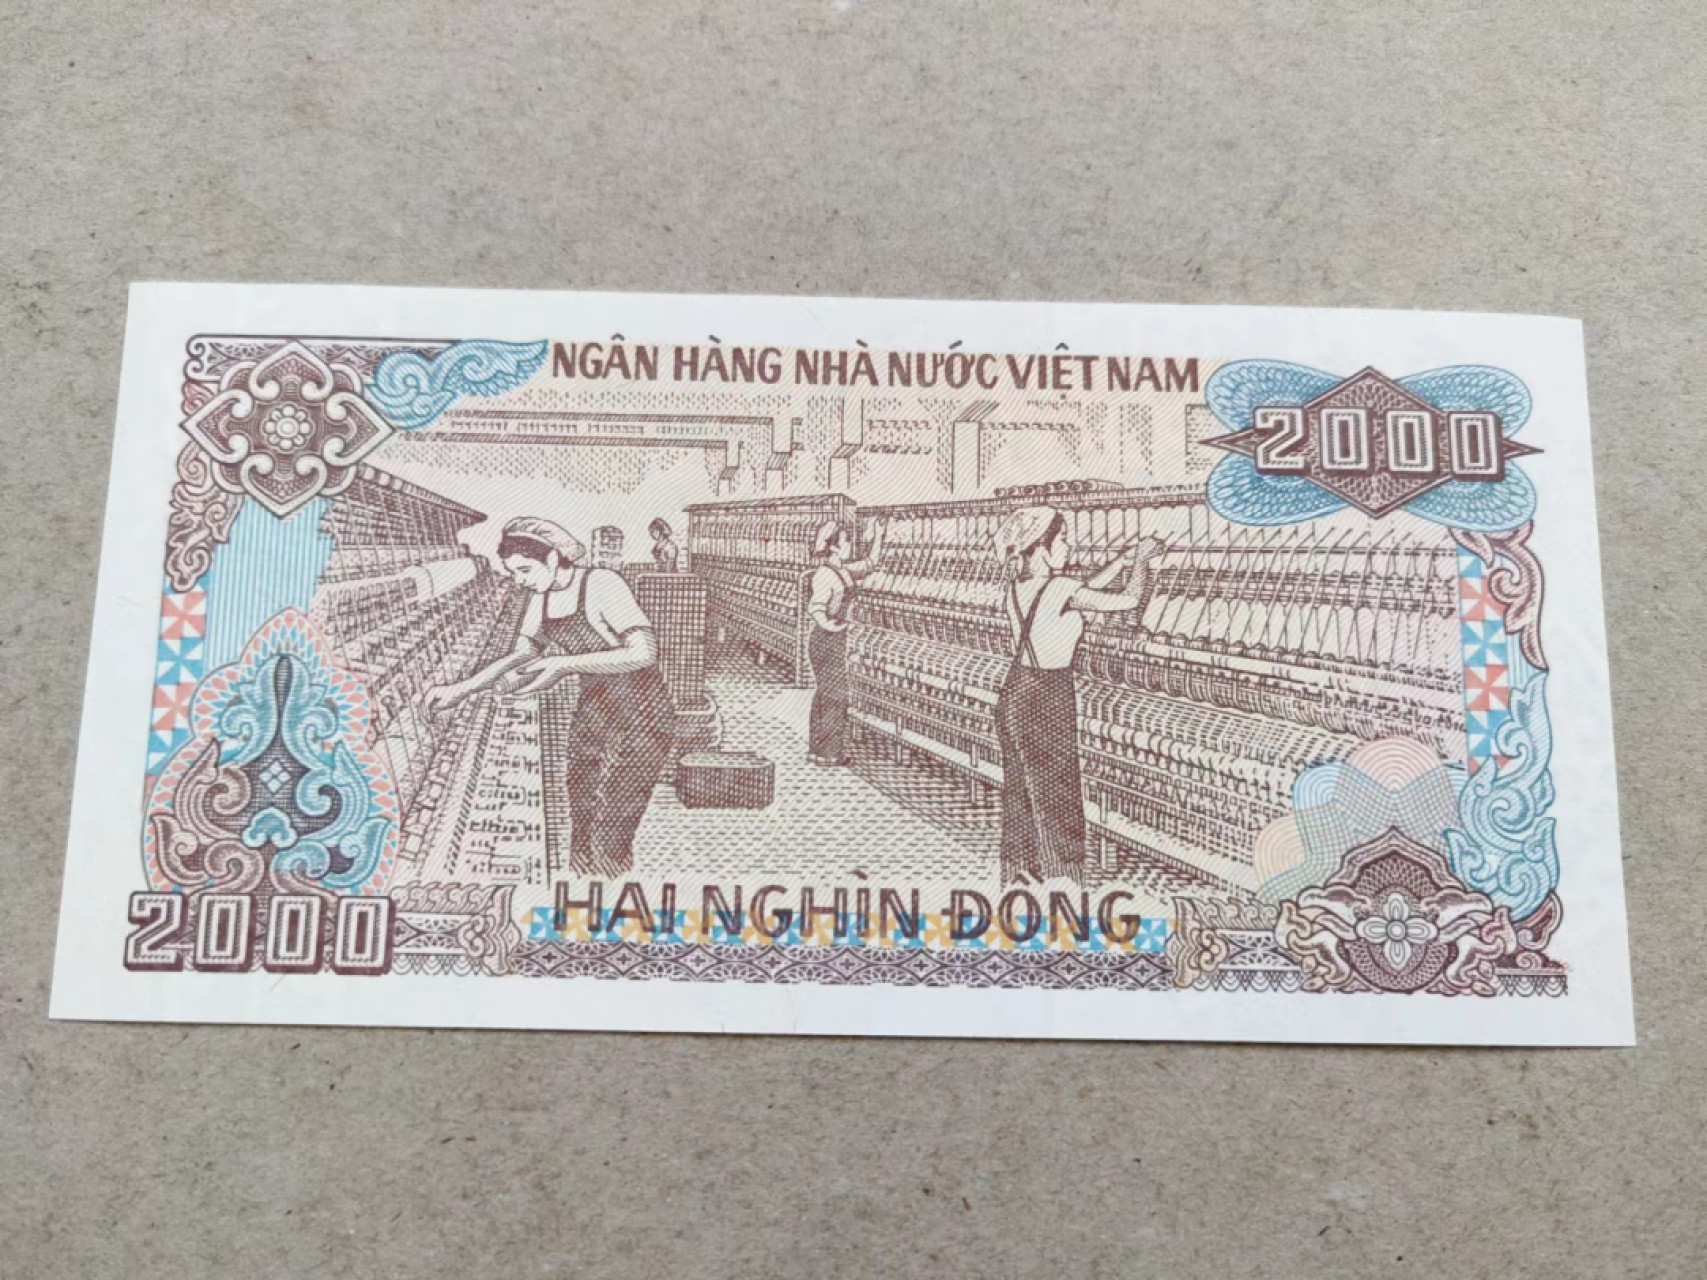 NGÂN HÀNG NHÀ NƯỚC VIỆT NAM
2000
HAI NGHÌN ĐỒNG
2000